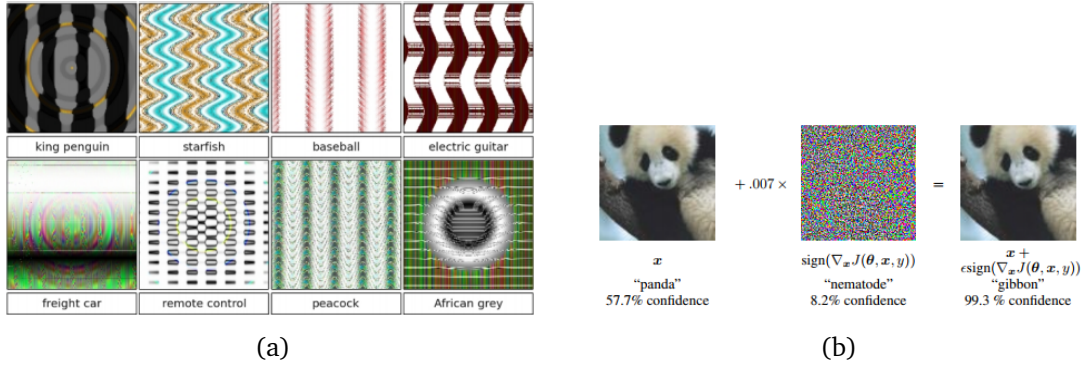 king penguin
starfish
baseball
electric guitar
freight car
remote control
peacock
African grey
(a)
+ .007 ×
=
x
sign(∇ₓJ(θ, x, y))
x +
ϵsign(∇ₓJ(θ, x, y))
“panda”
“nematode”
“gibbon”
57.7% confidence
8.2% confidence
99.3 % confidence
(b)